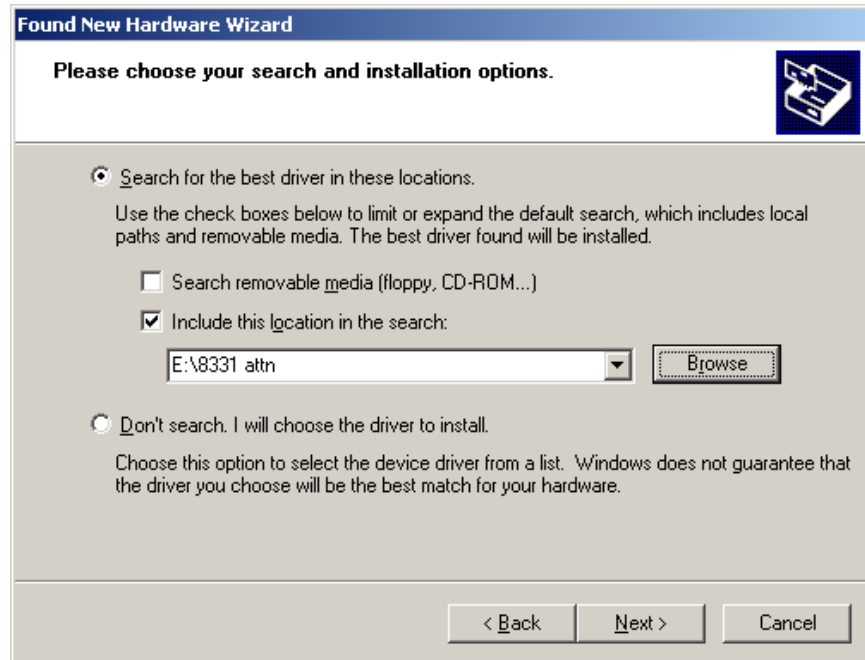 Found New Hardware Wizard
Please choose your search and installation options.
Search for the best driver in these locations.
Use the check boxes below to limit or expand the default search, which includes local
paths and removable media. The best driver found will be installed.
Search removable media (floppy, CD-ROM...)
Include this location in the search:
E:\8331 attn
Browse
Don't search. I will choose the driver to install.
Choose this option to select the device driver from a list.  Windows does not guarantee that
the driver you choose will be the best match for your hardware.
< Back
Next >
Cancel